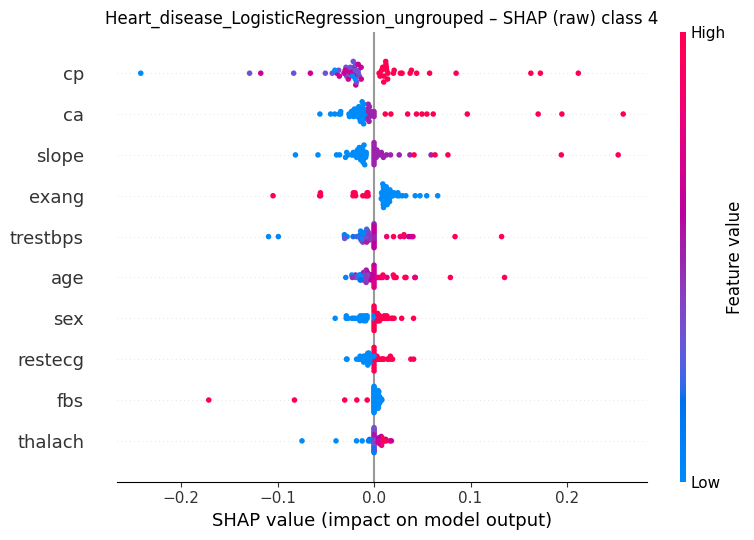 Heart_disease_LogisticRegression_ungrouped – SHAP (raw) class 4
High
cp
ca
slope
exang
trestbps
age
sex
restecg
fbs
thalach
Feature value
Low
−0.2 −0.1 0.0 0.1 0.2
SHAP value (impact on model output)